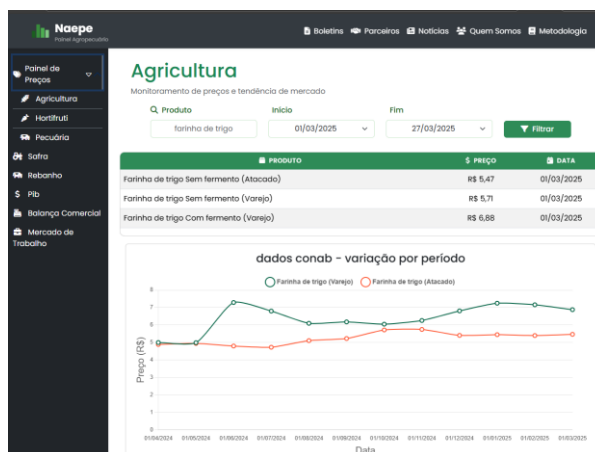 Naepe
Painel Agropecuário
Boletins Parceiros Notícias Quem Somos Metodologia
Painel de
Preços
Agricultura
Hortifruti
Pecuária
Safra
Rebanho
Pib
Balança Comercial
Mercado de
Trabalho
Agricultura
Monitoramento de preços e tendência de mercado
Produto Início Fim
farinha de trigo 01/03/2025 27/03/2025 Filtrar
PRODUTO $ PREÇO DATA
Farinha de trigo Sem fermento (Atacado) R$ 5,47 01/03/2025
Farinha de trigo Sem fermento (Varejo) R$ 5,71 01/03/2025
Farinha de trigo Com fermento (Varejo) R$ 6,88 01/03/2025
dados conab - variação por período
Farinha de trigo (Varejo) Farinha de trigo (Atacado)
Preço (R$)
8
7
6
5
4
3
2
1
0
01/04/2024 01/05/2024 01/06/2024 01/07/2024 01/08/2024 01/09/2024 01/10/2024 01/11/2024 01/12/2024 01/01/2025 01/02/2025 01/03/2025
Data